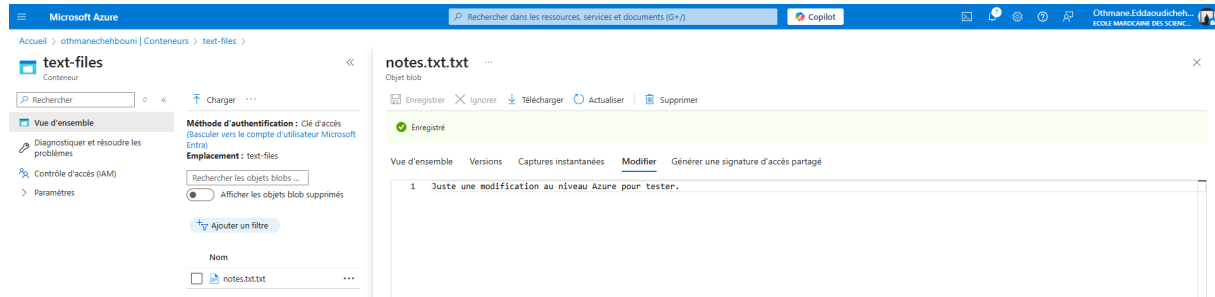 Microsoft Azure
Rechercher dans les ressources, services et documents (G+/)
Copilot
Othmane.Eddaoudicheh...
ECOLE MAROCAINE DES SCIENC...
Accueil > othmanechehbouni | Conteneurs > text-files >
text-files
Conteneur
Rechercher
Vue d'ensemble
Diagnostiquer et résoudre les
problèmes
Contrôle d'accès (IAM)
Paramètres
Charger ...
Méthode d'authentification : Clé d'accès
(Basculer vers le compte d'utilisateur Microsoft
Entra)
Emplacement : text-files
Rechercher les objets blobs ...
Afficher les objets blob supprimés
Ajouter un filtre
Nom
notes.txt.txt ...
notes.txt.txt ...
Objet blob
Enregistrer Ignorer Télécharger Actualiser Supprimer
Enregistré
Vue d'ensemble Versions Captures instantanées Modifier Générer une signature d'accès partagé
1 Juste une modification au niveau Azure pour tester.